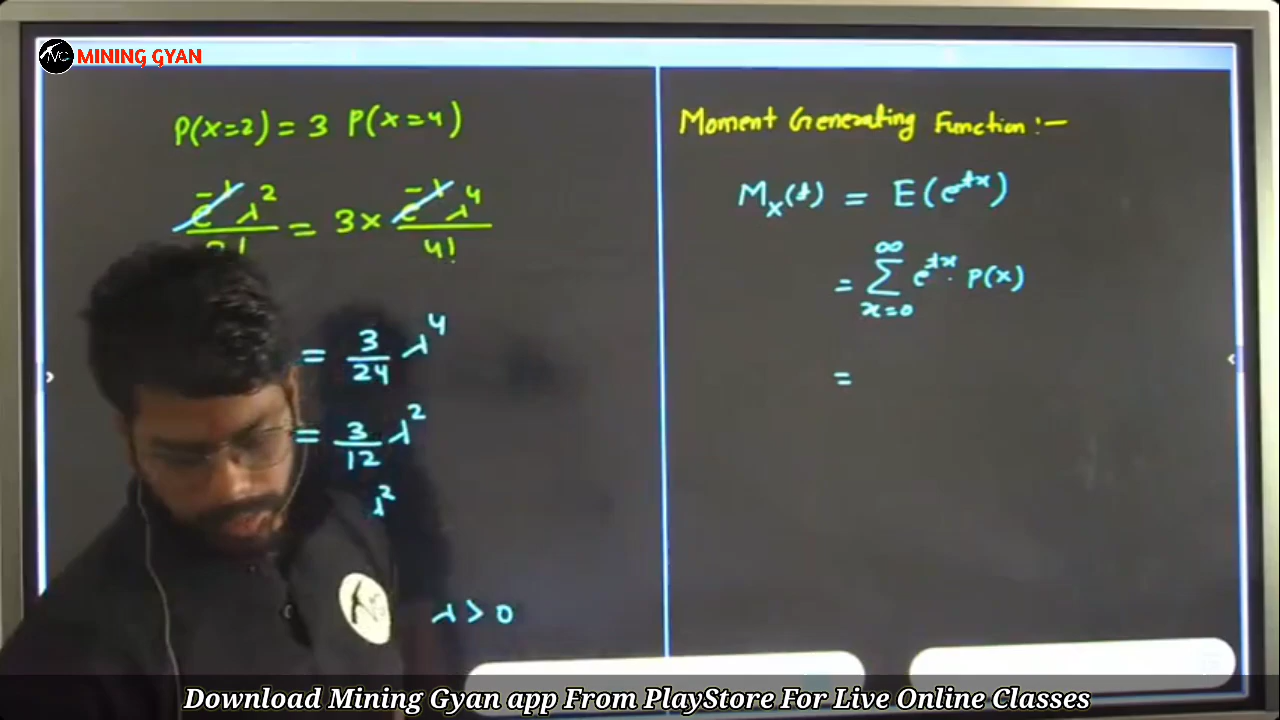 MINING GYAN
P(x=2) = 3 P(x=4)
e^-λ λ^2 / 2! = 3 × e^-λ λ^4 / 4!
= 3/24 λ^4
= 3/12 λ^2
λ^2
λ > 0
Moment Generating Function :-
M_x(t) = E(e^tx)
= ∑_{x=0}^∞ e^tx . P(x)
=
Download Mining Gyan app From PlayStore For Live Online Classes